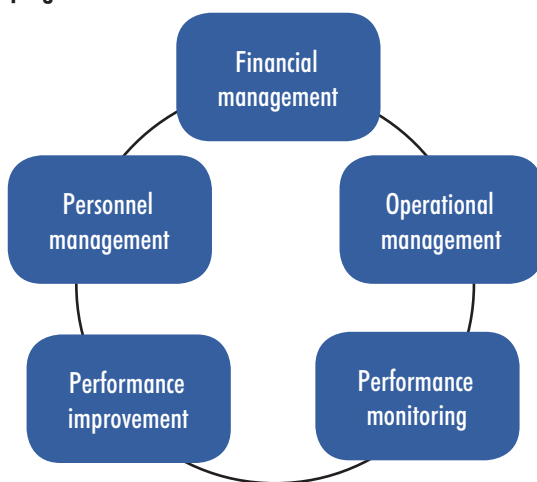 Financial
management
Personnel
management
Operational
management
Performance
improvement
Performance
monitoring